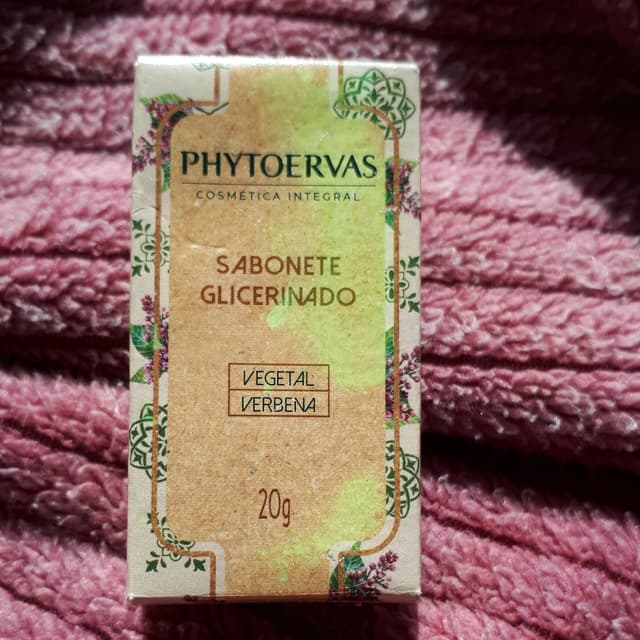 PHYTOERVAS
COSMÉTICA INTEGRAL
SABONETE
GLICERINADO
VEGETAL
VERBENA
20g